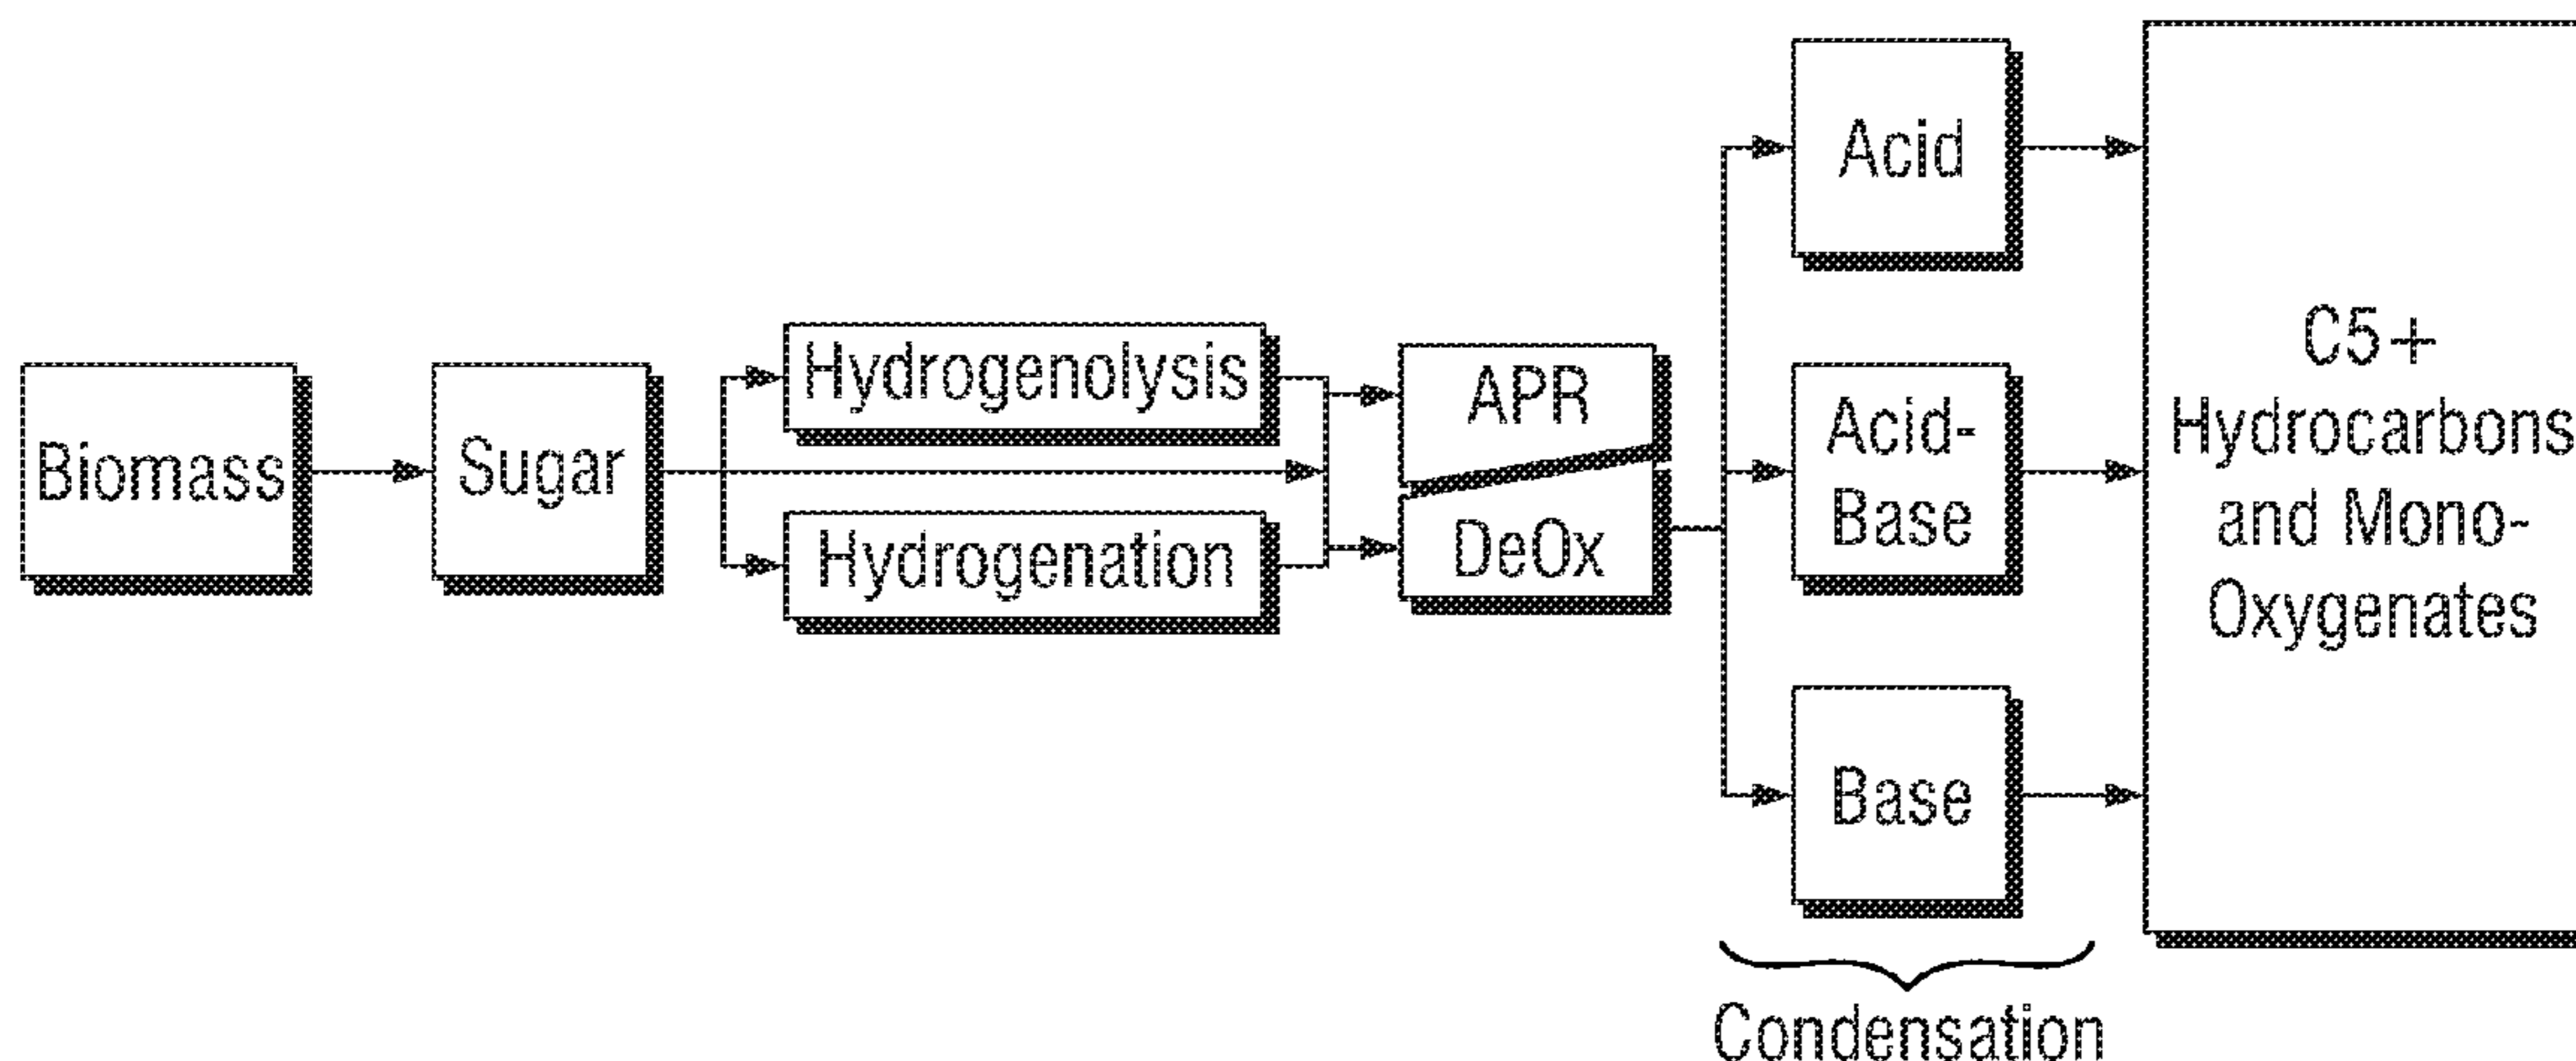 Biomass
Sugar
Hydrogenolysis
Hydrogenation
APR
DeOx
Acid
Acid-
Base
Base
Condensation
C5+
Hydrocarbons
and Mono-
Oxygenates